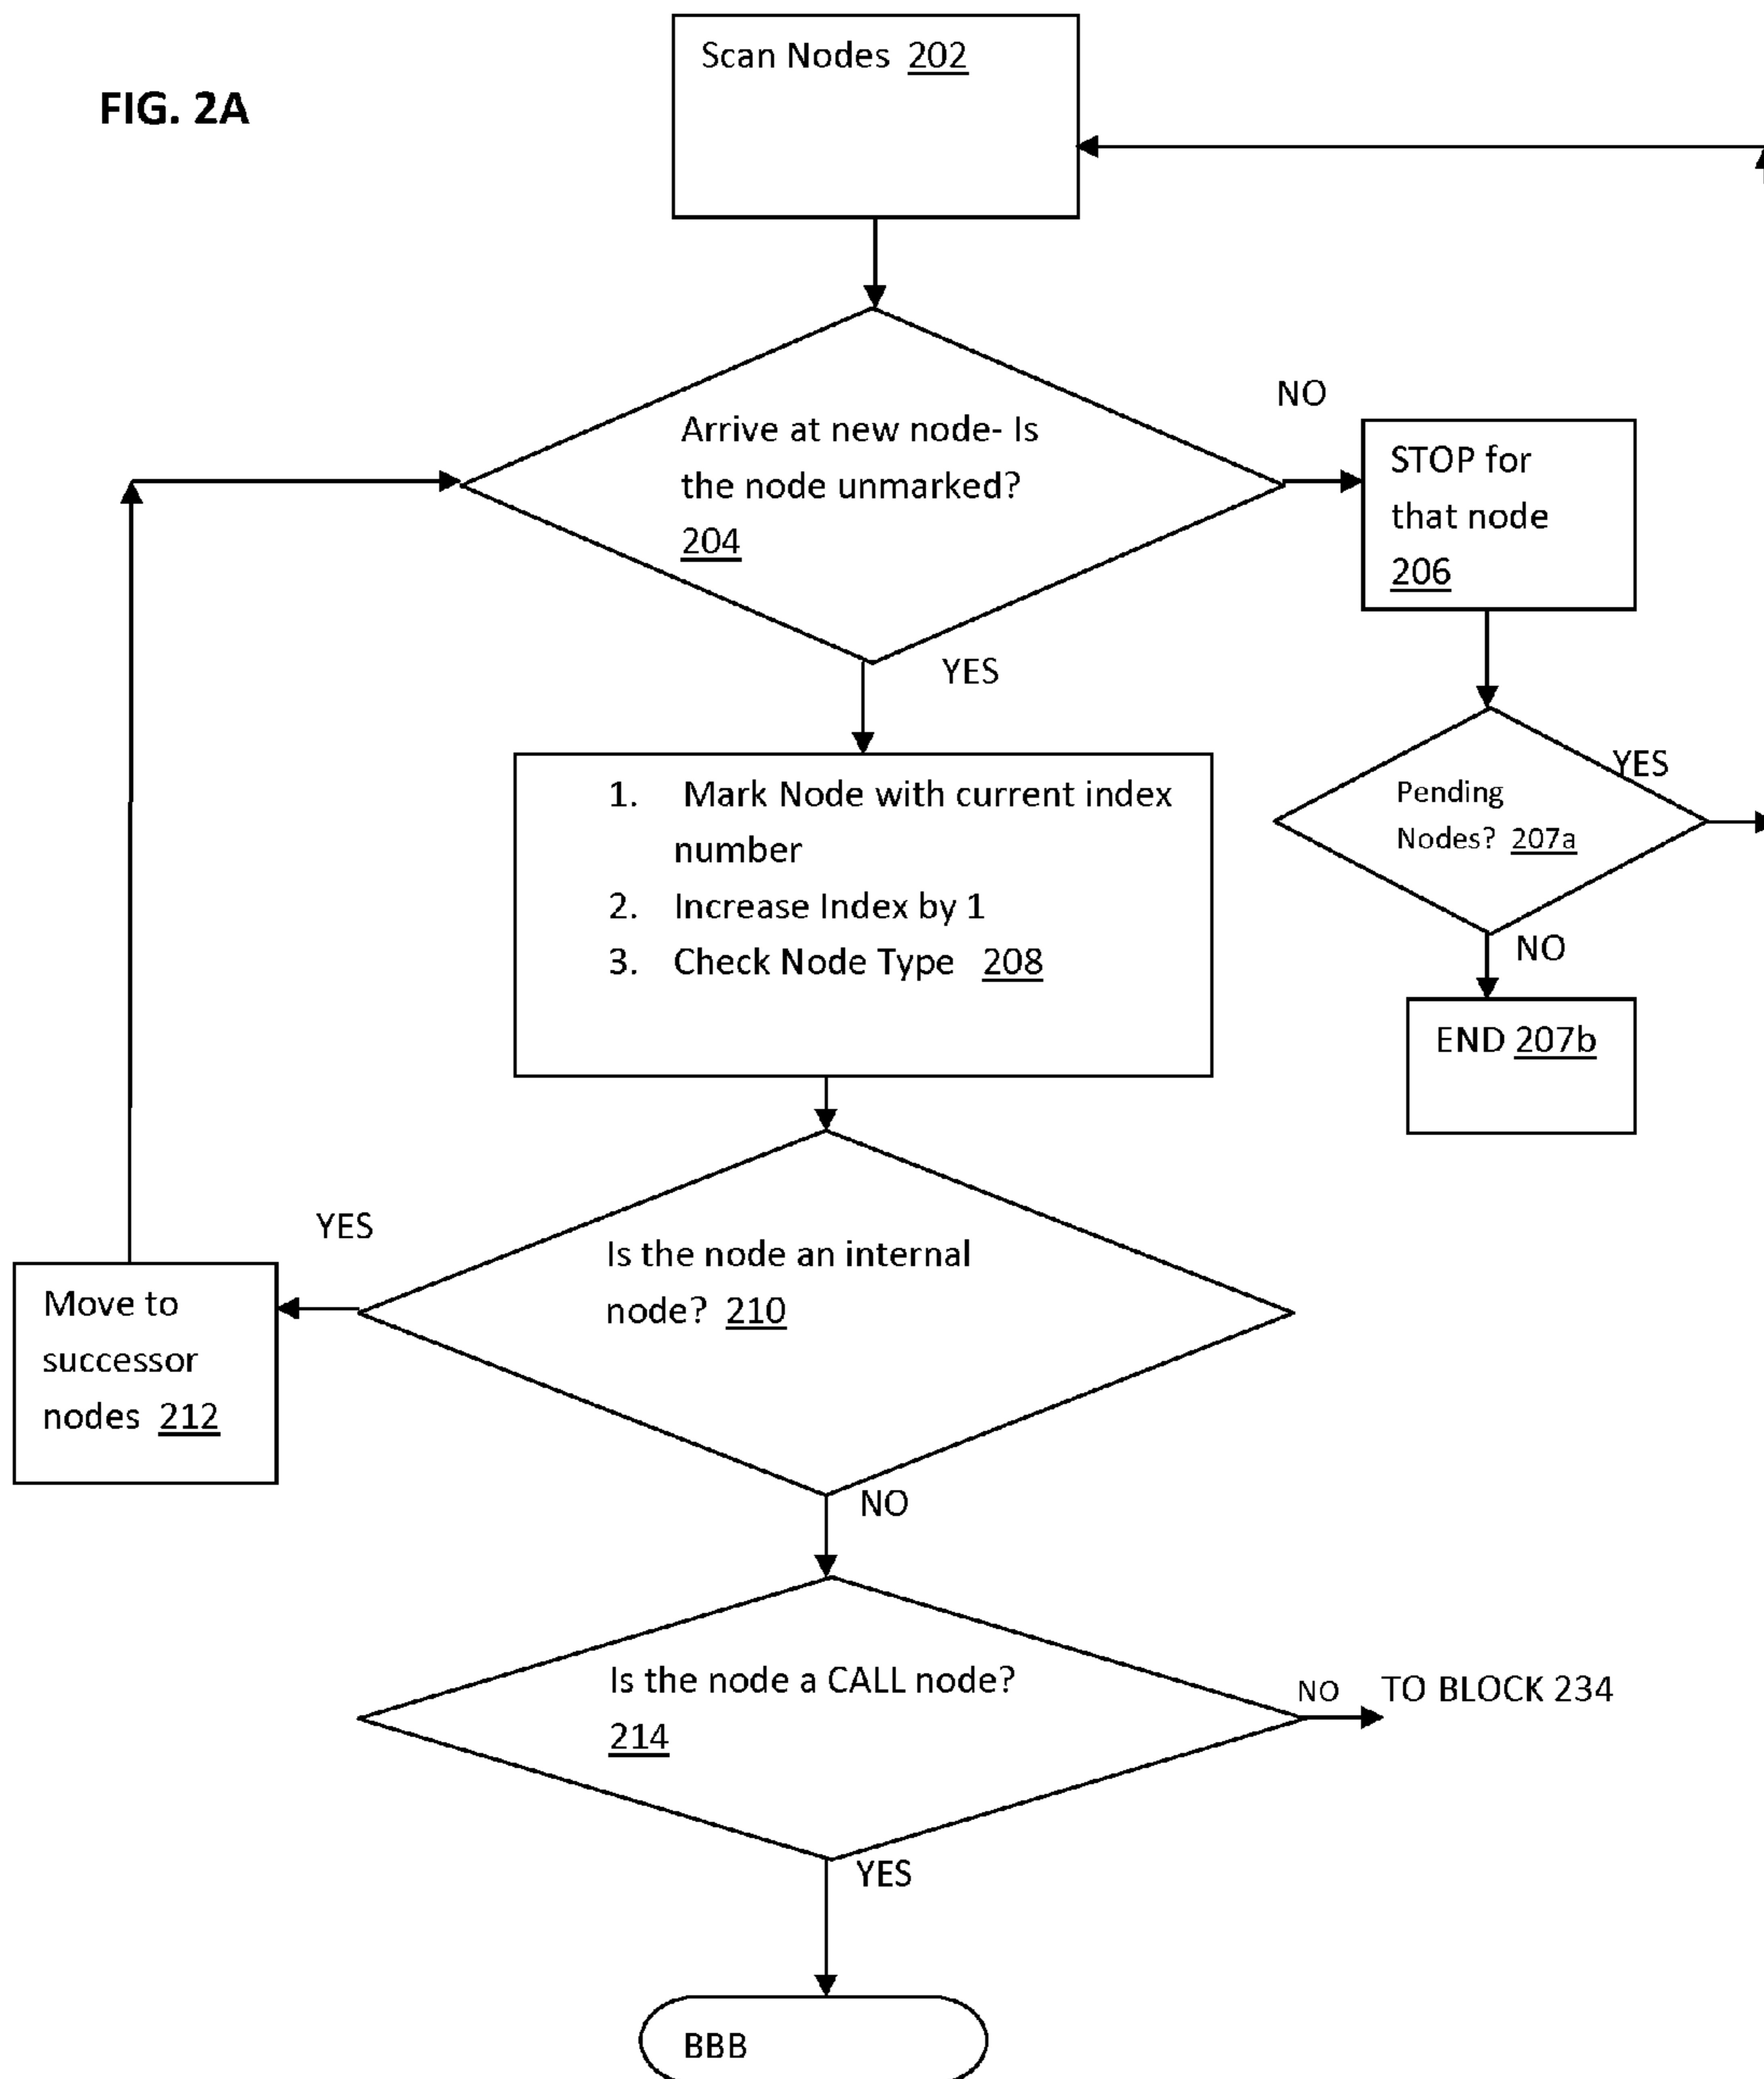 FIG. 2A
Scan Nodes 202
Arrive at new node- Is
the node unmarked?
204
NO
STOP for
that node
206
YES
Pending
Nodes? 207a
YES
NO
END 207b
1. Mark Node with current index
number
2. Increase Index by 1
3. Check Node Type 208
Is the node an internal
node? 210
YES
Move to
successor
nodes 212
NO
Is the node a CALL node?
214
NO
TO BLOCK 234
YES
BBB